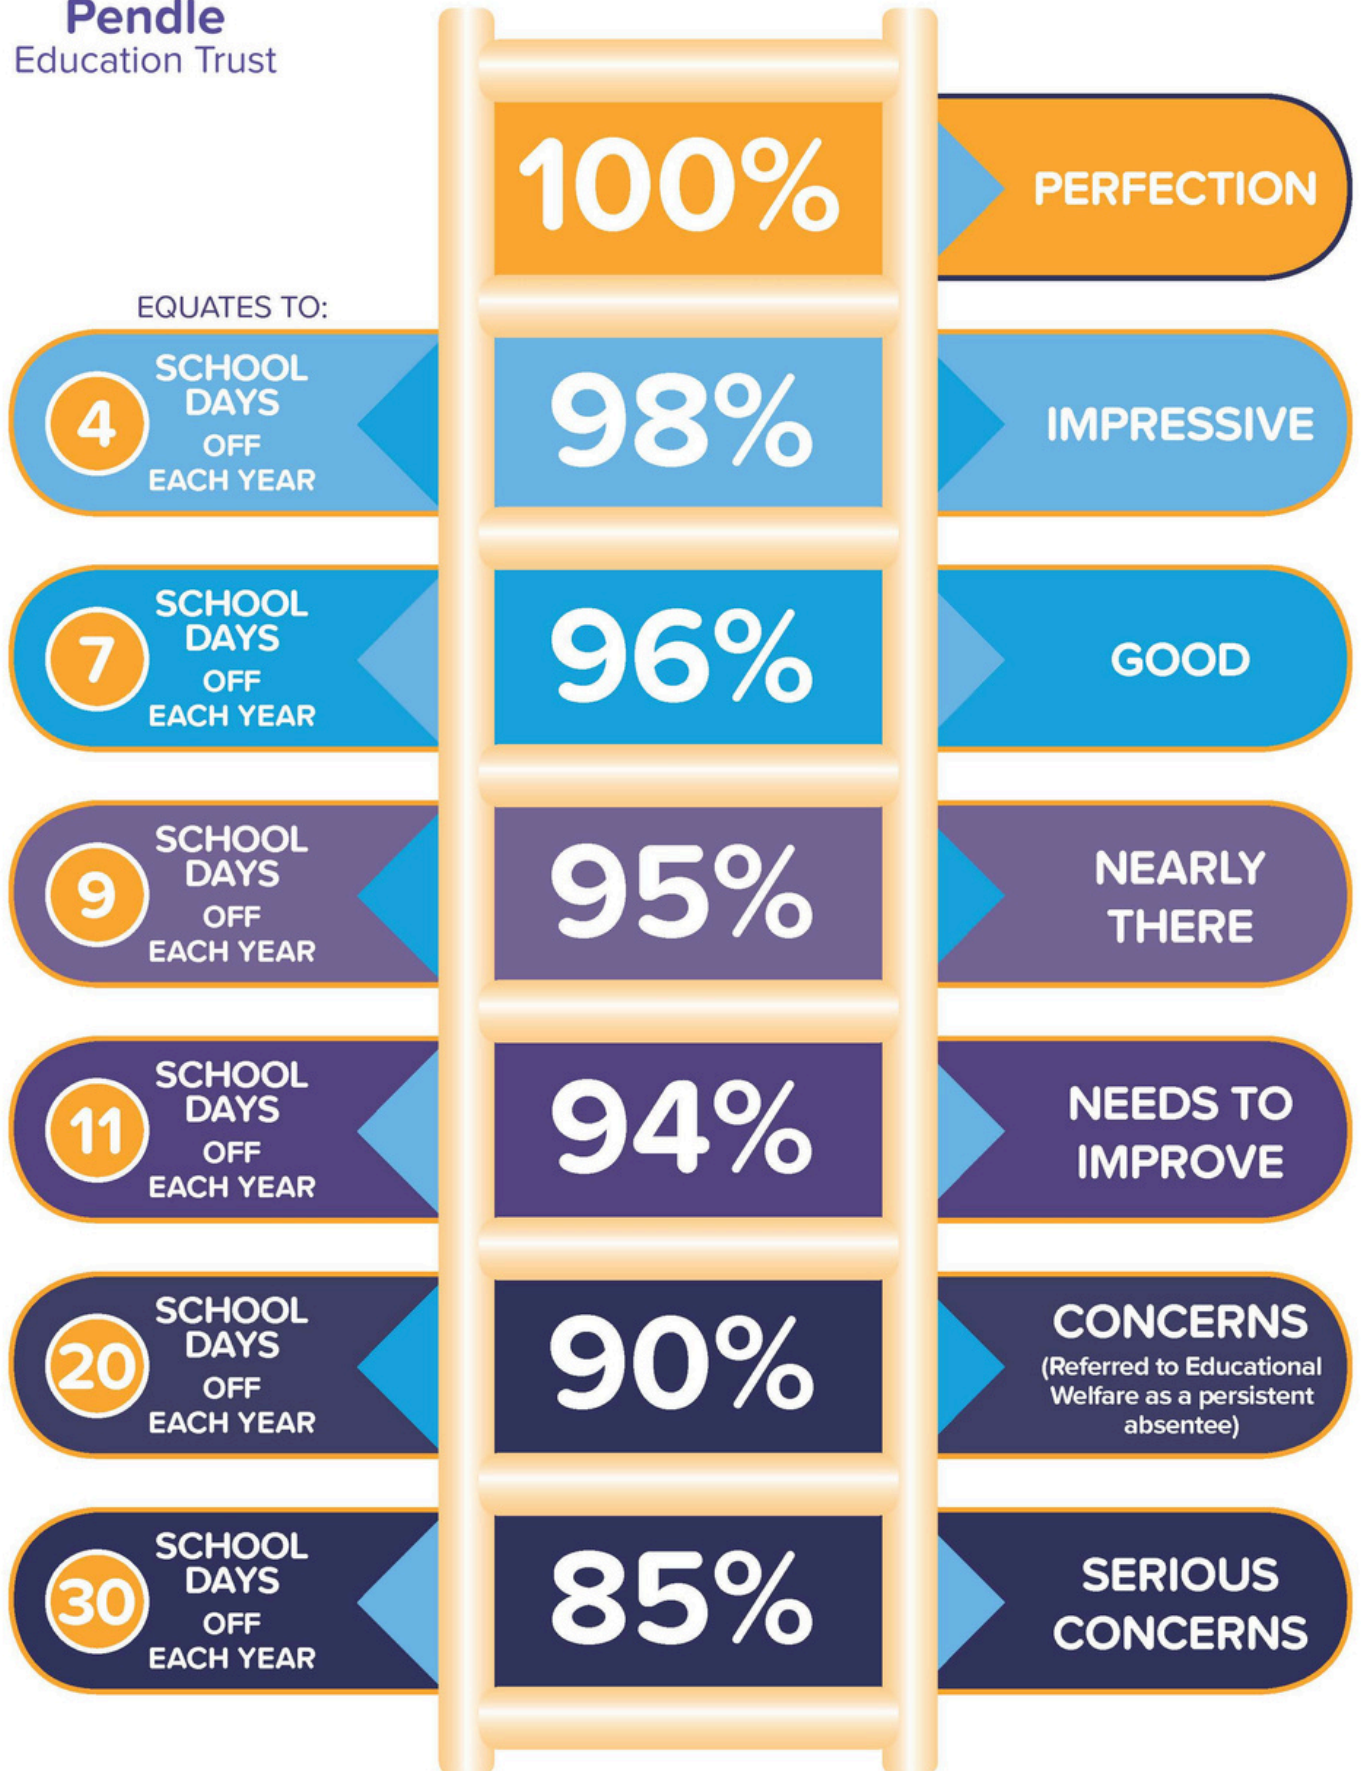 Pendle
Education Trust
100%
PERFECTION
EQUATES TO:
4
SCHOOL
DAYS
OFF
EACH YEAR
98%
IMPRESSIVE
7
SCHOOL
DAYS
OFF
EACH YEAR
96%
GOOD
9
SCHOOL
DAYS
OFF
EACH YEAR
95%
NEARLY
THERE
11
SCHOOL
DAYS
OFF
EACH YEAR
94%
NEEDS TO
IMPROVE
20
SCHOOL
DAYS
OFF
EACH YEAR
90%
CONCERNS
(Referred to Educational
Welfare as a persistent
absentee)
30
SCHOOL
DAYS
OFF
EACH YEAR
85%
SERIOUS
CONCERNS